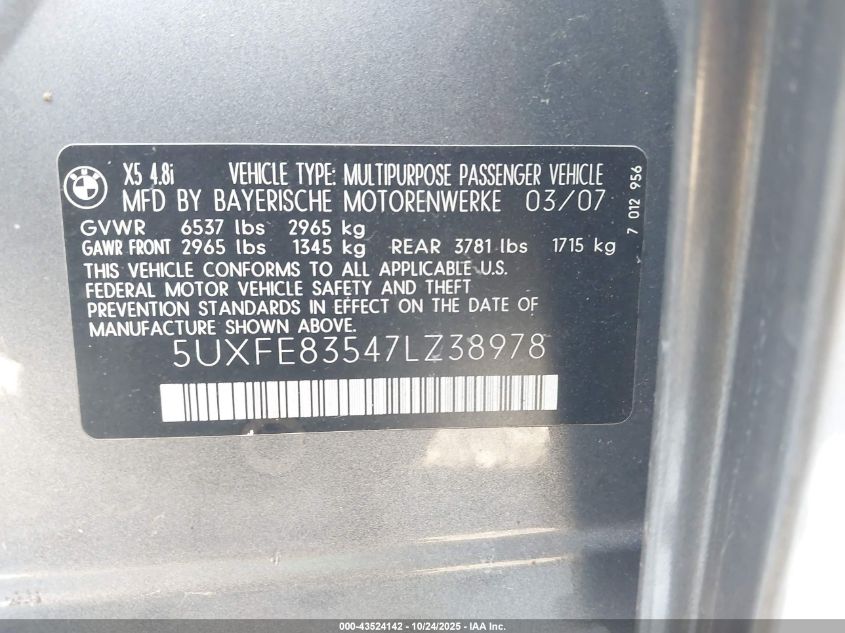 BMW
X5 4.8i VEHICLE TYPE: MULTIPURPOSE PASSENGER VEHICLE
MFD BY BAYERISCHE MOTORENWERKE 03/07
GVWR 6537 lbs 2965 kg
GAWR FRONT 2965 lbs 1345 kg REAR 3781 lbs 1715 kg
THIS VEHICLE CONFORMS TO ALL APPLICABLE U.S.
FEDERAL MOTOR VEHICLE SAFETY AND THEFT
PREVENTION STANDARDS IN EFFECT ON THE DATE OF
MANUFACTURE SHOWN ABOVE.
5UXFE83547LZ38978
7 012 956
000-43524142 - 10/24/2025 - IAA Inc.